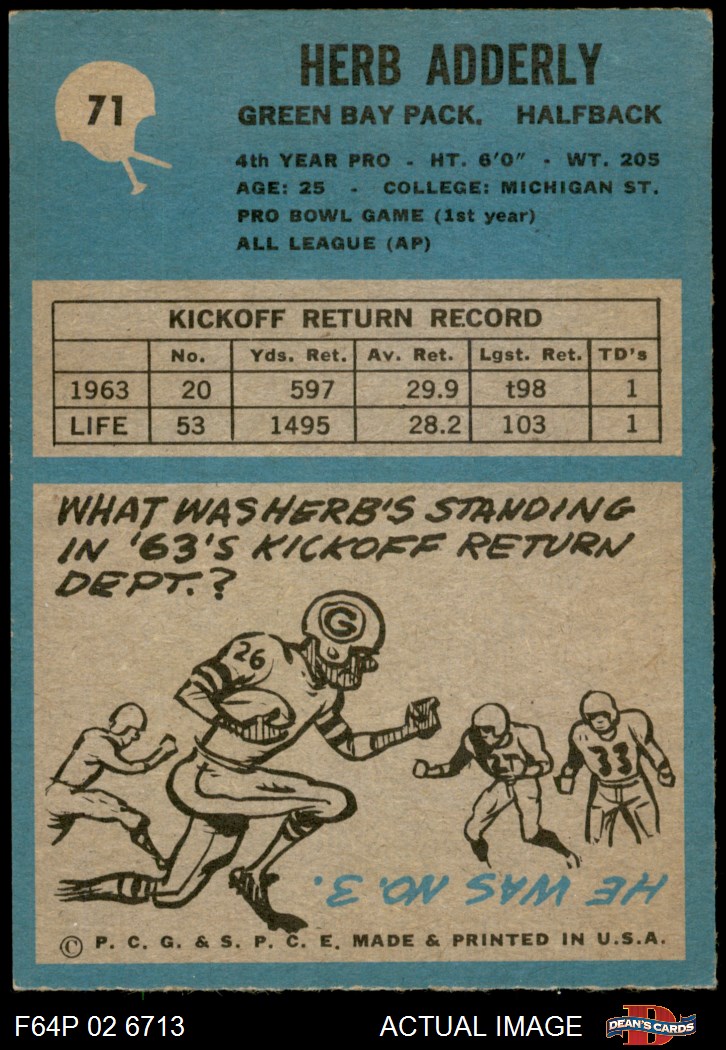 71
HERB ADDERLY
GREEN BAY PACK. HALFBACK
4th YEAR PRO - HT. 6'0" - WT. 205
AGE: 25 - COLLEGE: MICHIGAN ST.
PRO BOWL GAME (1st year)
ALL LEAGUE (AP)
KICKOFF RETURN RECORD
No. Yds. Ret. Av. Ret. Lgst. Ret. TD's
1963 20 597 29.9 t98 1
LIFE 53 1495 28.2 103 1
WHAT WAS HERB'S STANDING
IN '63'S KICKOFF RETURN
DEPT.?
G
26
33
HE WAS NO. 3.
© P. C. G. & S. P. C. E. MADE & PRINTED IN U.S.A.
F64P 02 6713 ACTUAL IMAGE
D
DEAN'S CARDS